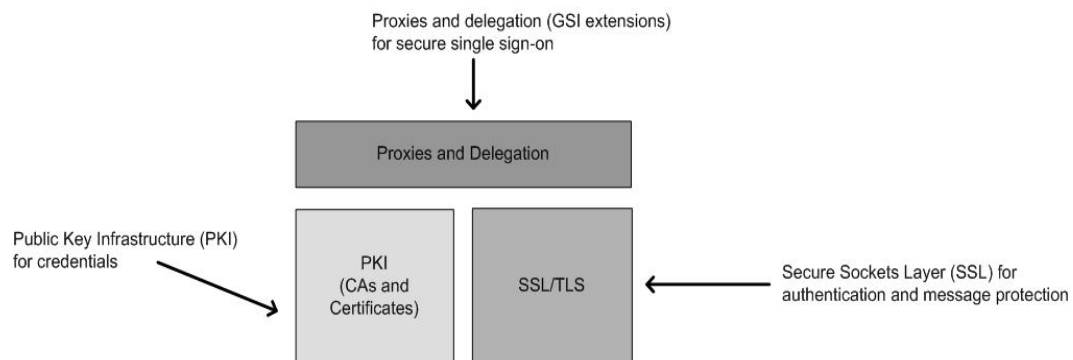 Proxies and delegation (GSI extensions)
for secure single sign-on
Proxies and Delegation
Public Key Infrastructure (PKI)
for credentials
PKI
(CAs and
Certificates)
SSL/TLS
Secure Sockets Layer (SSL) for
authentication and message protection